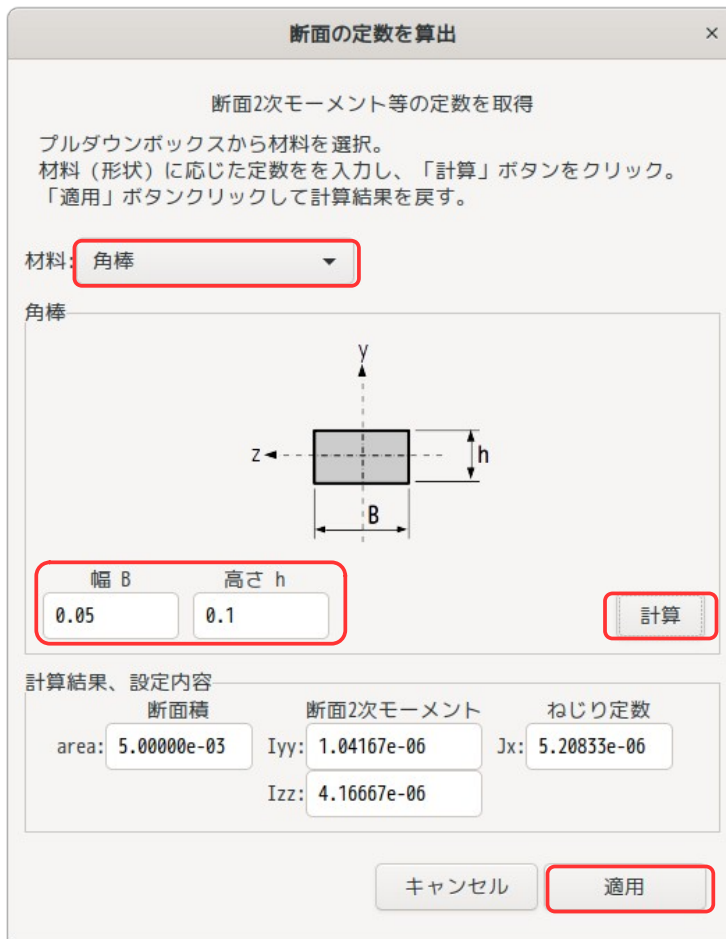 断面の定数を算出 ×
断面2次モーメント等の定数を取得
プルダウンボックスから材料を選択。
材料（形状）に応じた定数をを入力し、「計算」ボタンをクリック。
「適用」ボタンクリックして計算結果を戻す。
材料: 角棒
角棒
y
z
h
B
幅 B 高さ h
0.05 0.1 計算
計算結果、設定内容
断面積 断面2次モーメント ねじり定数
area: 5.00000e-03 Iyy: 1.04167e-06 Jx: 5.20833e-06
Izz: 4.16667e-06
キャンセル 適用